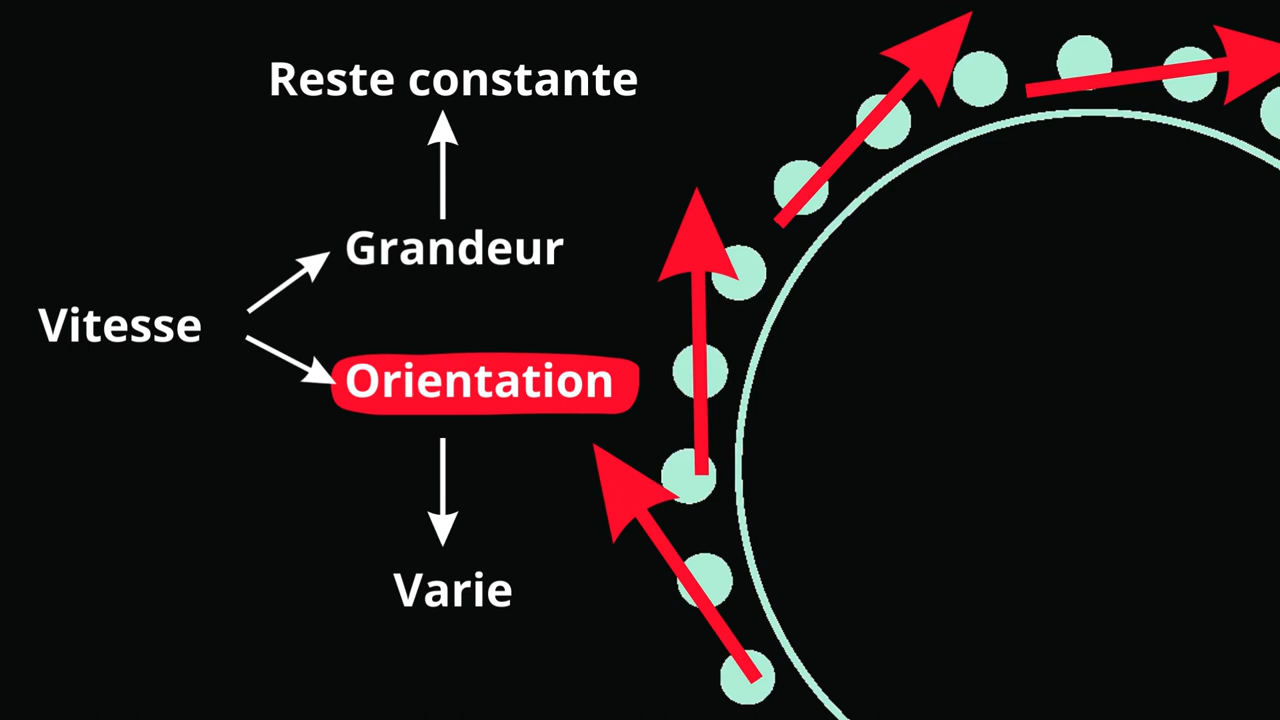 Reste constante
Grandeur
Vitesse
Orientation
Varie